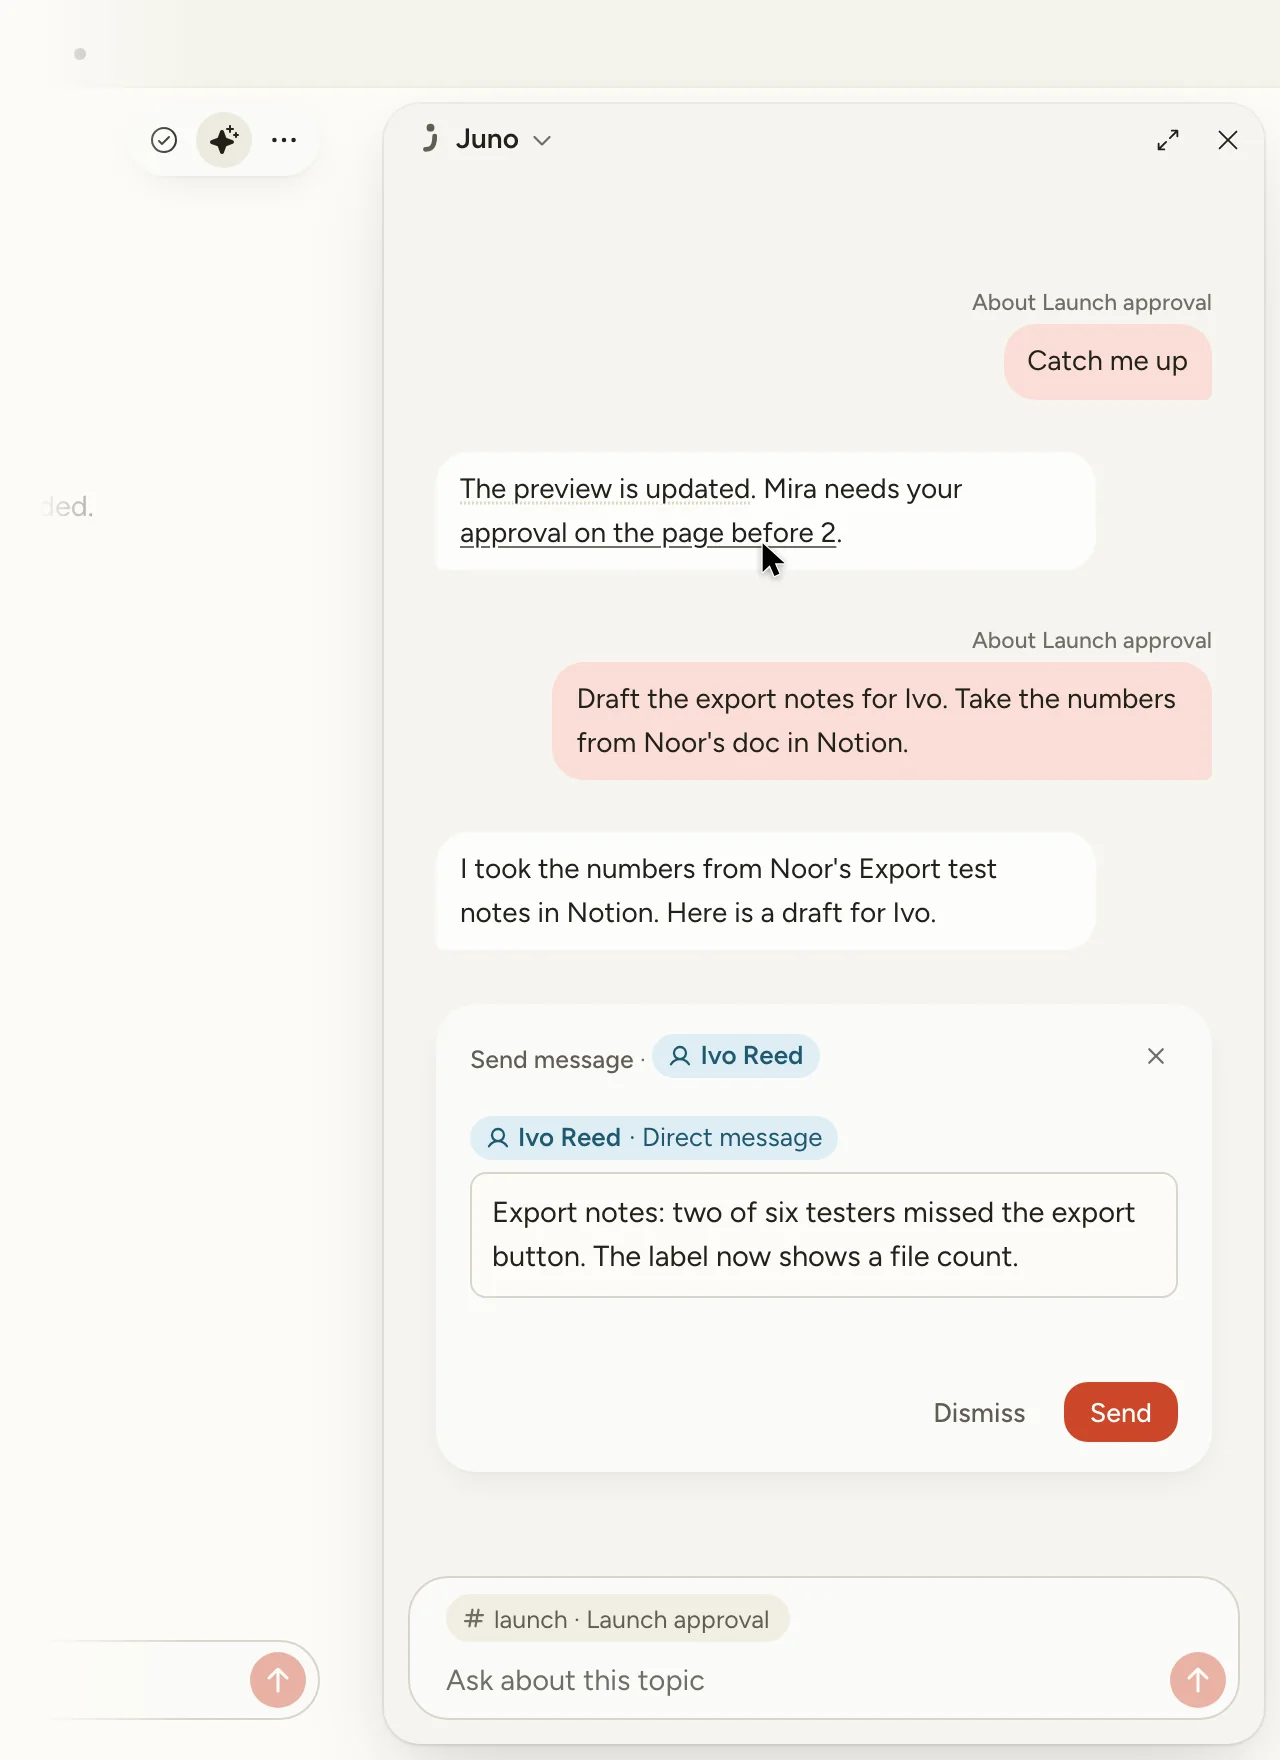 Juno
About Launch approval
Catch me up
ded.
The preview is updated. Mira needs your
approval on the page before 2.
About Launch approval
Draft the export notes for Ivo. Take the numbers
from Noor's doc in Notion.
I took the numbers from Noor's Export test
notes in Notion. Here is a draft for Ivo.
Send message · Ivo Reed
Ivo Reed · Direct message
Export notes: two of six testers missed the export
button. The label now shows a file count.
Dismiss Send
# launch · Launch approval
Ask about this topic